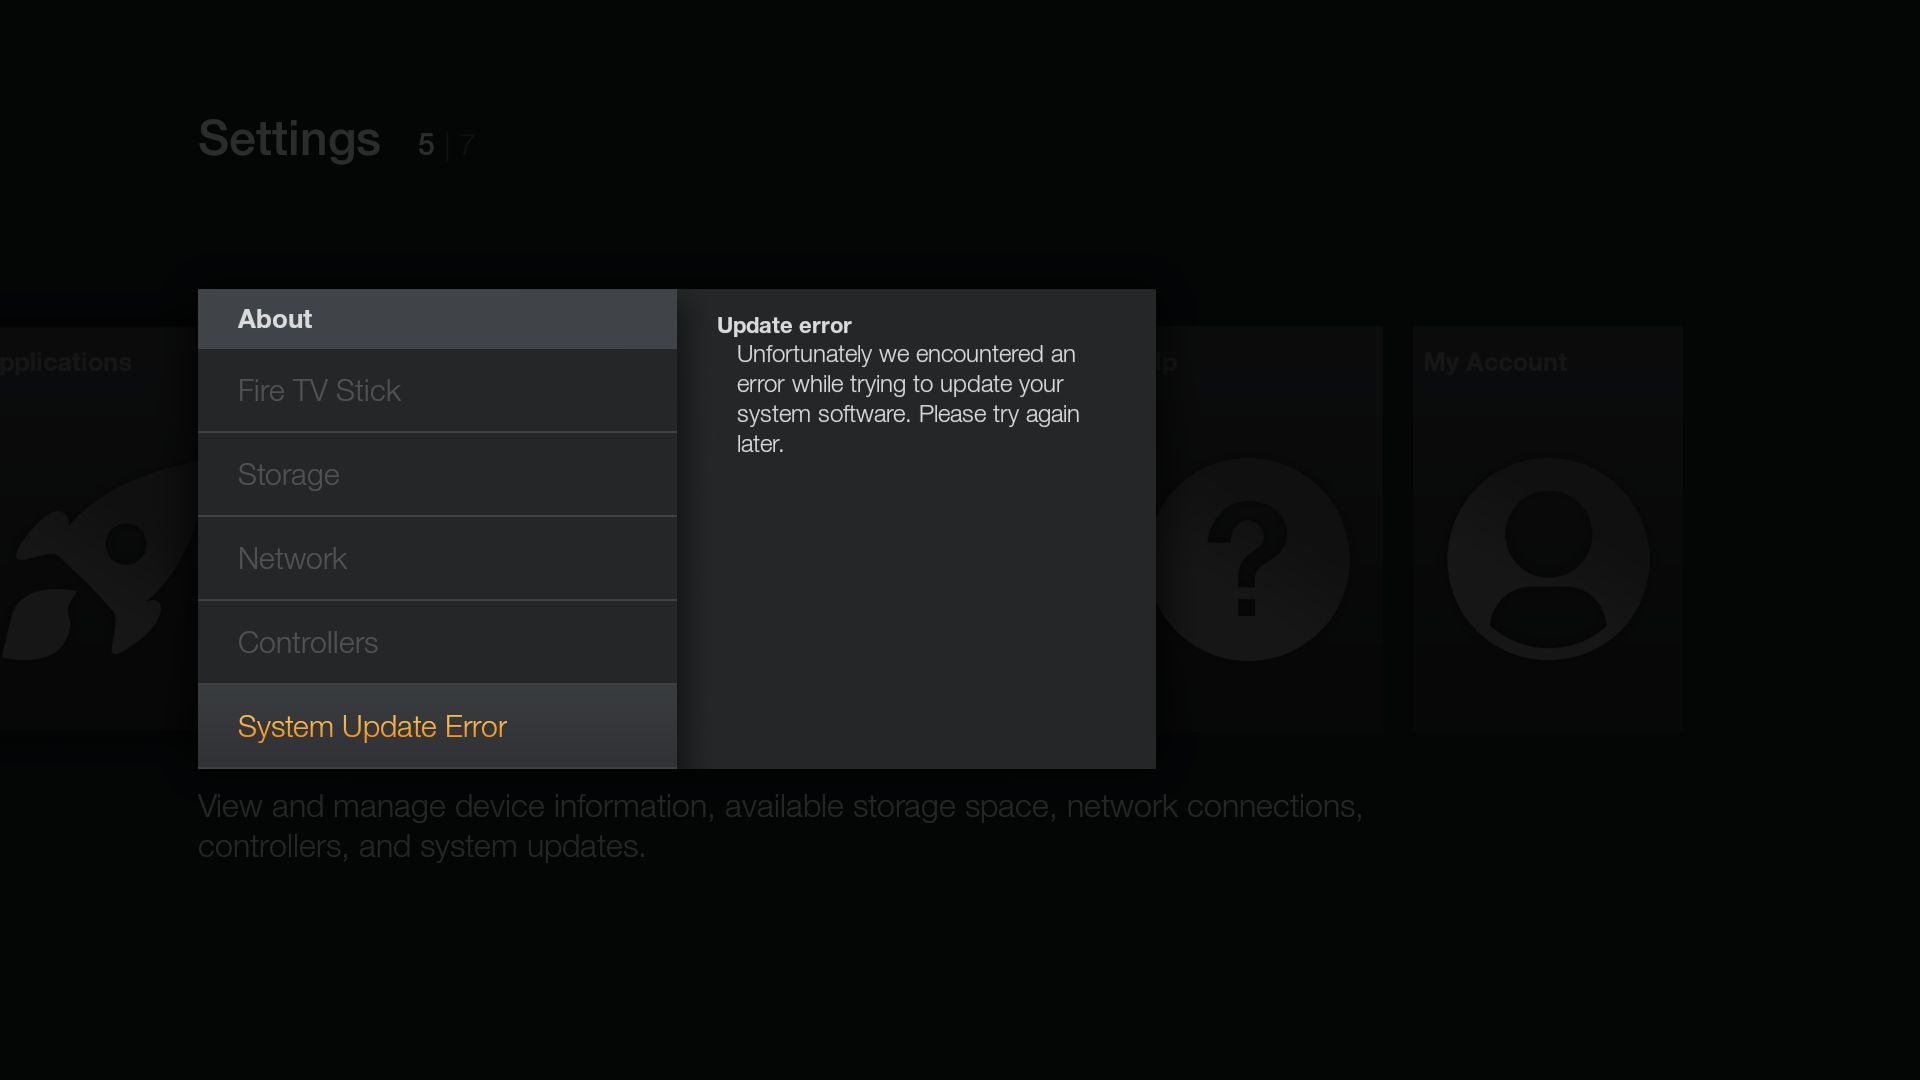 Settings 5 | 7
pplications
About
Fire TV Stick
Storage
Network
Controllers
System Update Error
Update error
Unfortunately we encountered an
error while trying to update your
system software. Please try again
later.
lp
My Account
?
View and manage device information, available storage space, network connections,
controllers, and system updates.